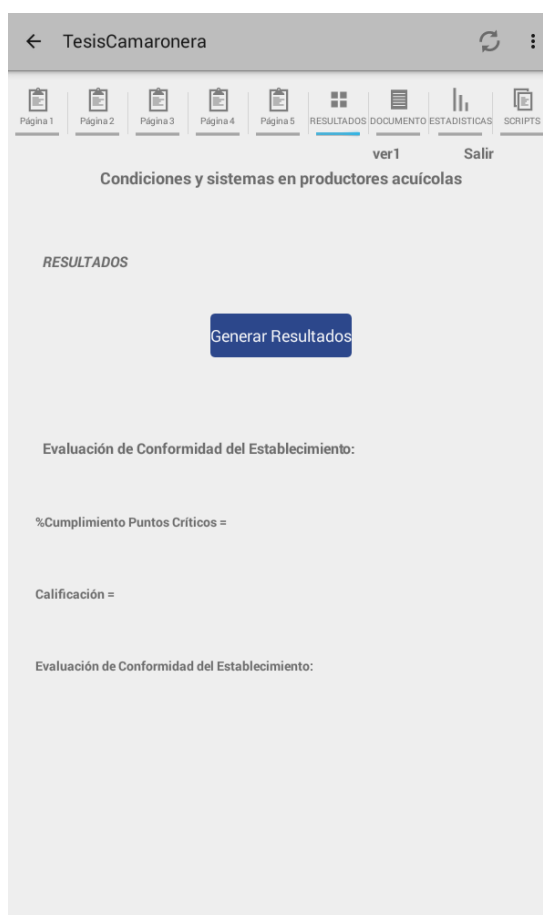 TesisCamaronera
Página 1 Página 2 Página 3 Página 4 Página 5 RESULTADOS DOCUMENTO ESTADISTICAS SCRIPTS
ver1 Salir
Condiciones y sistemas en productores acuícolas
RESULTADOS
Generar Resultados
Evaluación de Conformidad del Establecimiento:
%Cumplimiento Puntos Críticos =
Calificación =
Evaluación de Conformidad del Establecimiento: